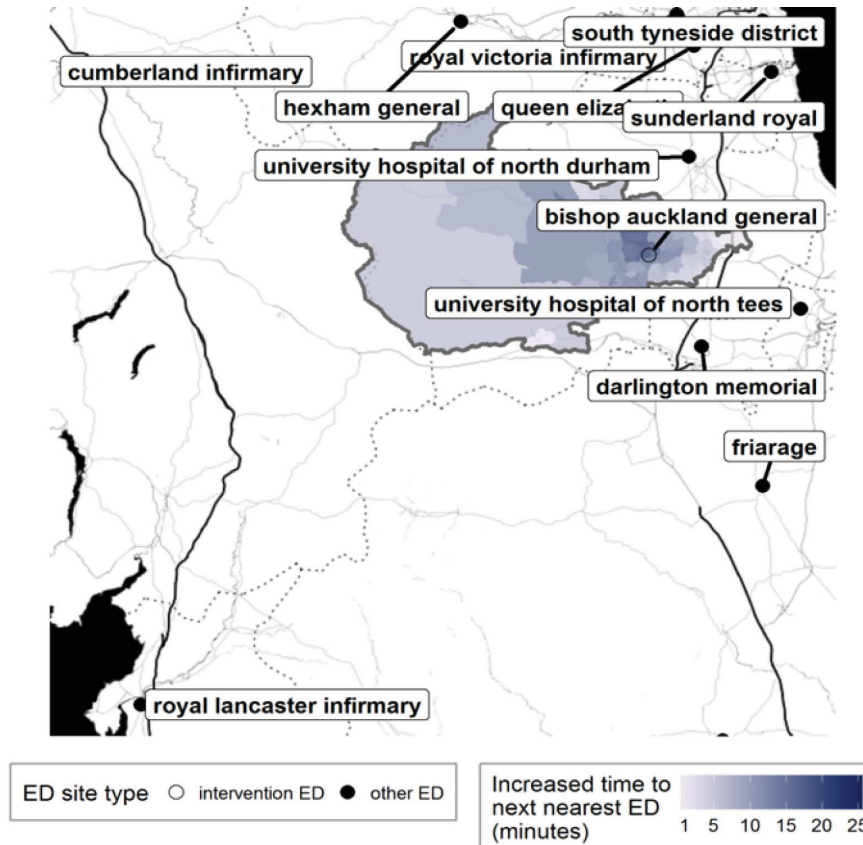 south tyneside district
royal victoria infirmary
cumberland infirmary
hexham general
queen
sunderland royal
university hospital of north durham
bishop auckland general
university hospital of north tees
darlington memorial
friarage
royal lancaster infirmary
ED site type intervention ED other ED
Increased time to
next nearest ED
(minutes)
1 5 10 15 20 25